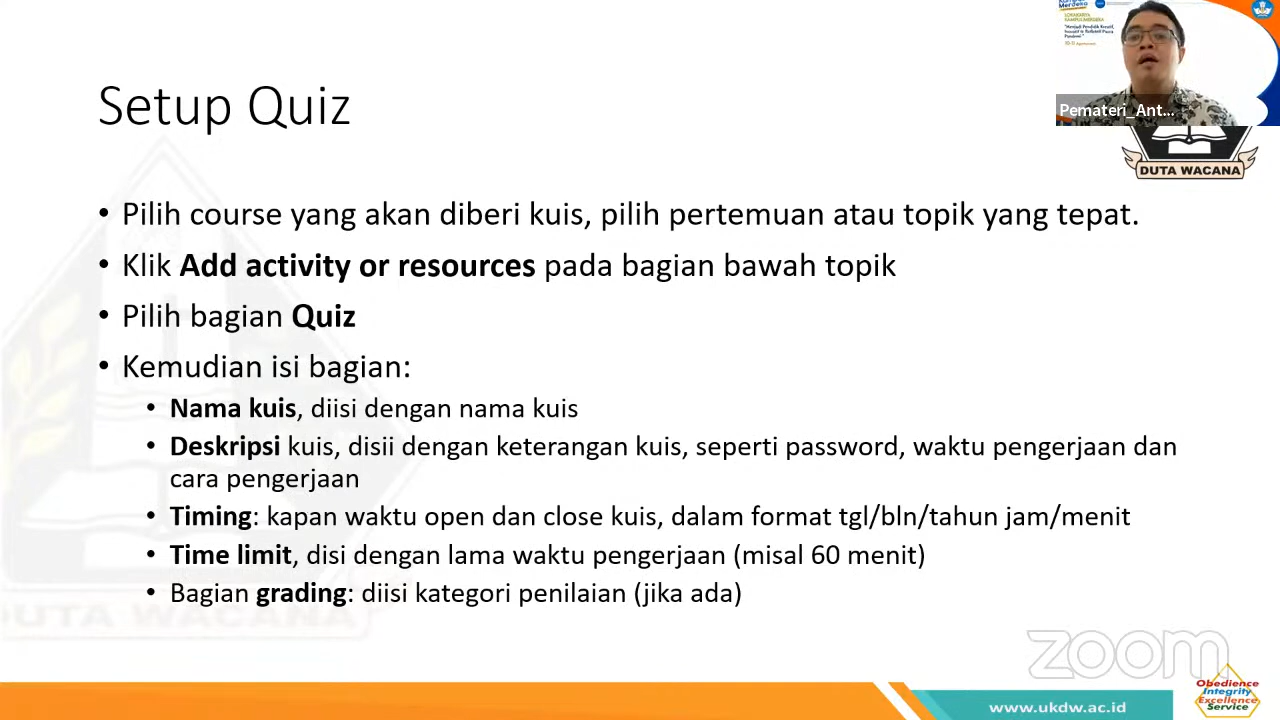 Setup Quiz
• Pilih course yang akan diberi kuis, pilih pertemuan atau topik yang tepat.
• Klik Add activity or resources pada bagian bawah topik
• Pilih bagian Quiz
• Kemudian isi bagian:
• Nama kuis, diisi dengan nama kuis
• Deskripsi kuis, disii dengan keterangan kuis, seperti password, waktu pengerjaan dan
cara pengerjaan
• Timing: kapan waktu open dan close kuis, dalam format tgl/bln/tahun jam/menit
• Time limit, disi dengan lama waktu pengerjaan (misal 60 menit)
• Bagian grading: diisi kategori penilaian (jika ada)
Pemateri_Ant...
DUTA WACANA
DUTA WACANA
zoom
www.ukdw.ac.id
Obedience
Integrity
Excellence
Service